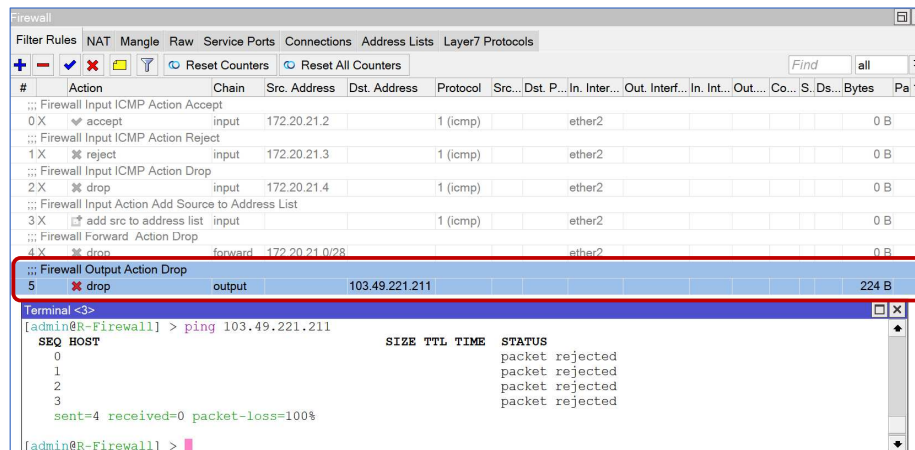 Firewall
Filter Rules NAT Mangle Raw Service Ports Connections Address Lists Layer7 Protocols
Reset Counters Reset All Counters Find all
# Action Chain Src. Address Dst. Address Protocol Src... Dst. P... In. Inter... Out. Interf... In. Int... Out.... Co... S.. Ds... Bytes Pa
;;; Firewall Input ICMP Action Accept
0 X accept input 172.20.21.2 1 (icmp) ether2 0 B
;;; Firewall Input ICMP Action Reject
1 X reject input 172.20.21.3 1 (icmp) ether2 0 B
;;; Firewall Input ICMP Action Drop
2 X drop input 172.20.21.4 1 (icmp) ether2 0 B
;;; Firewall Input Action Add Source to Address List
3 X add src to address list input 1 (icmp) ether2 0 B
;;; Firewall Forward Action Drop
4 X drop forward 172.20.21.0/28 ether2 0 B
;;; Firewall Output Action Drop
5 drop output 103.49.221.211 224 B
Terminal <3>
[admin@R-Firewall] > ping 103.49.221.211
SEQ HOST SIZE TTL TIME STATUS
0 packet rejected
1 packet rejected
2 packet rejected
3 packet rejected
sent=4 received=0 packet-loss=100%
[admin@R-Firewall] >